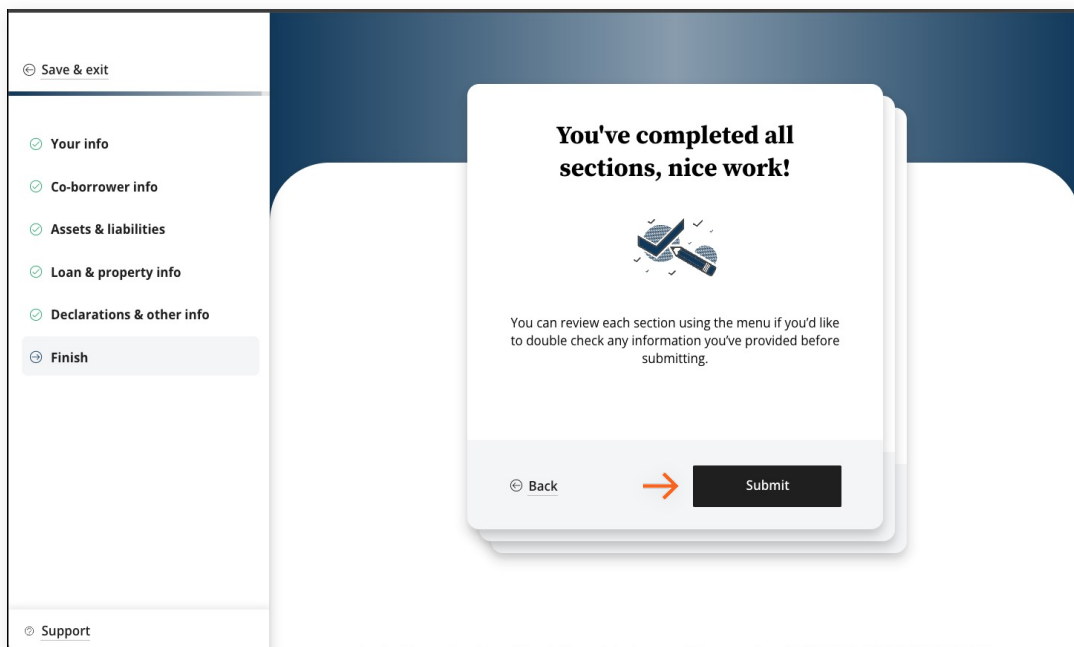 Save & exit
Your info
Co-borrower info
Assets & liabilities
Loan & property info
Declarations & other info
Finish
Support
You've completed all
sections, nice work!
You can review each section using the menu if you’d like
to double check any information you’ve provided before
submitting.
Back
Submit